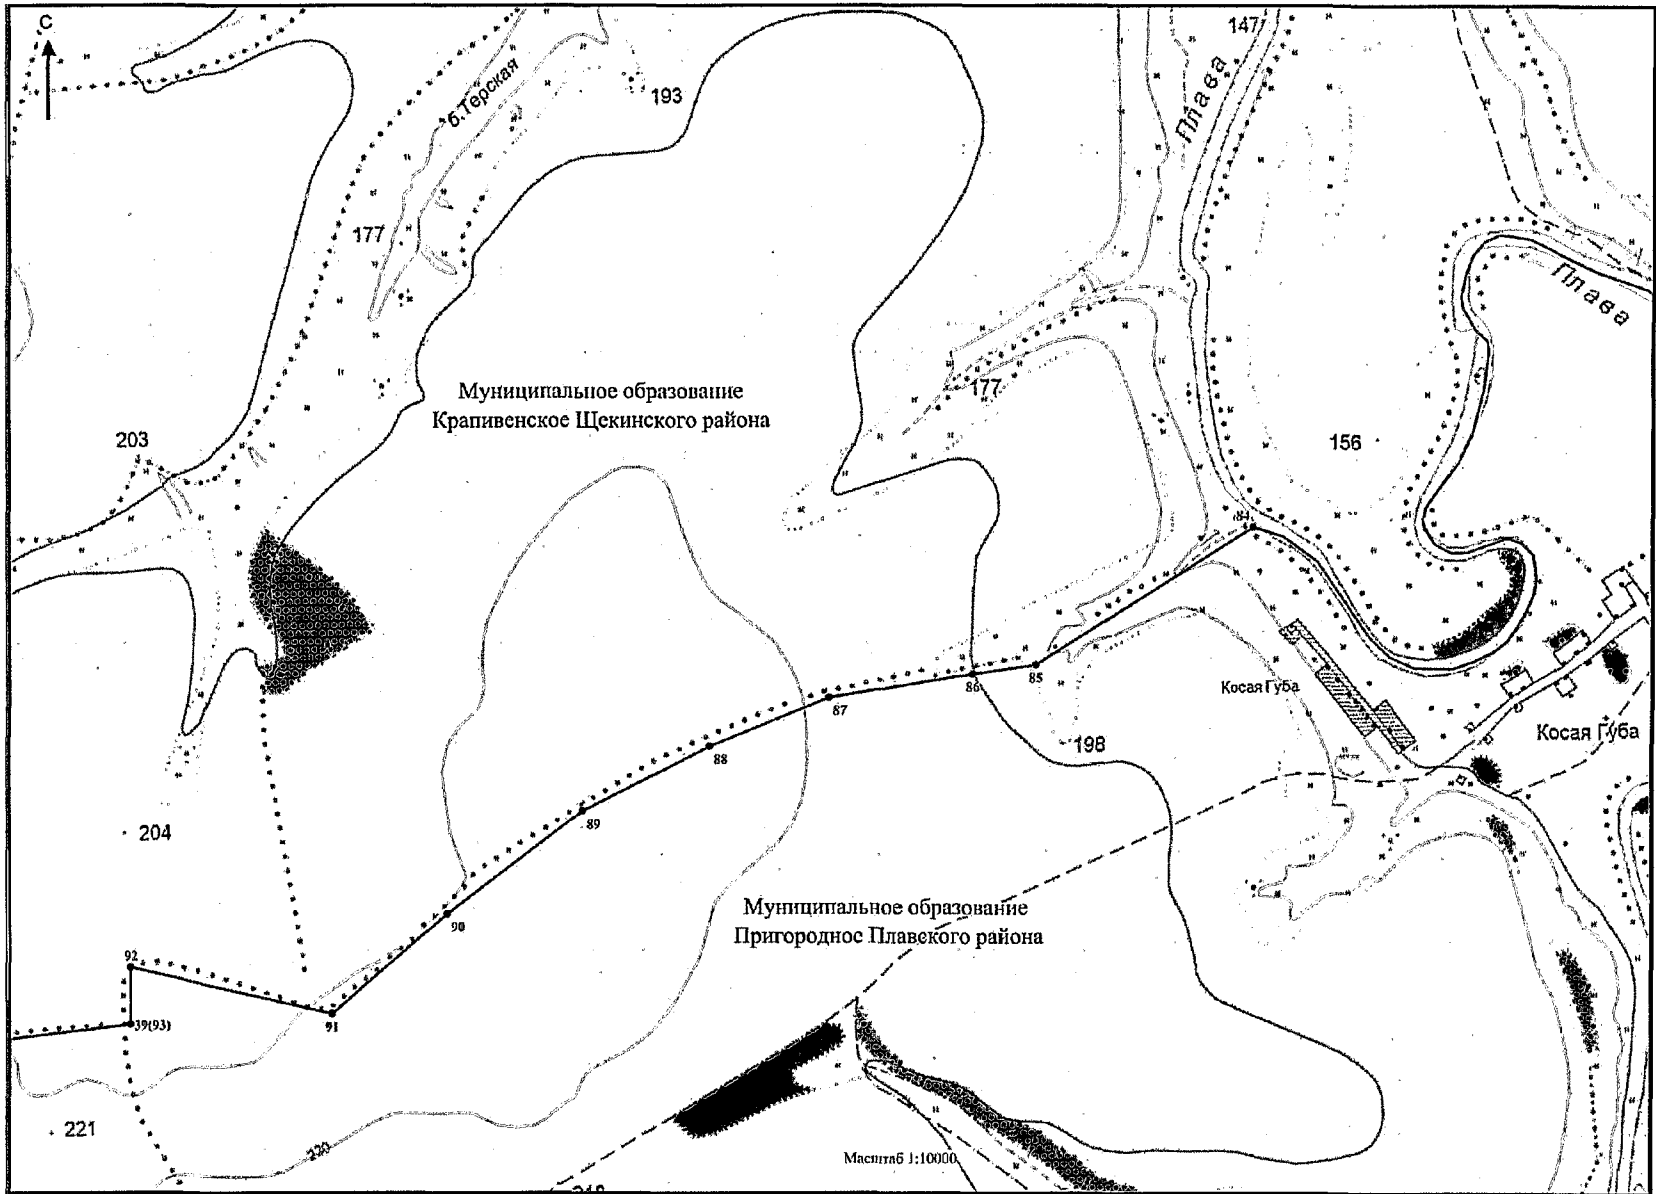 С
147
Плава
б.Терская
193
177
Плава
Муниципальное образование
Крапивенское Щекинского района
177
203
156
84
86
85
Косая Губа
87
Косая Губа
198
88
89
204
Муниципальное образование
Пригородное Плавского района
90
92
91
39(93)
221
220
Масштаб 1:10000